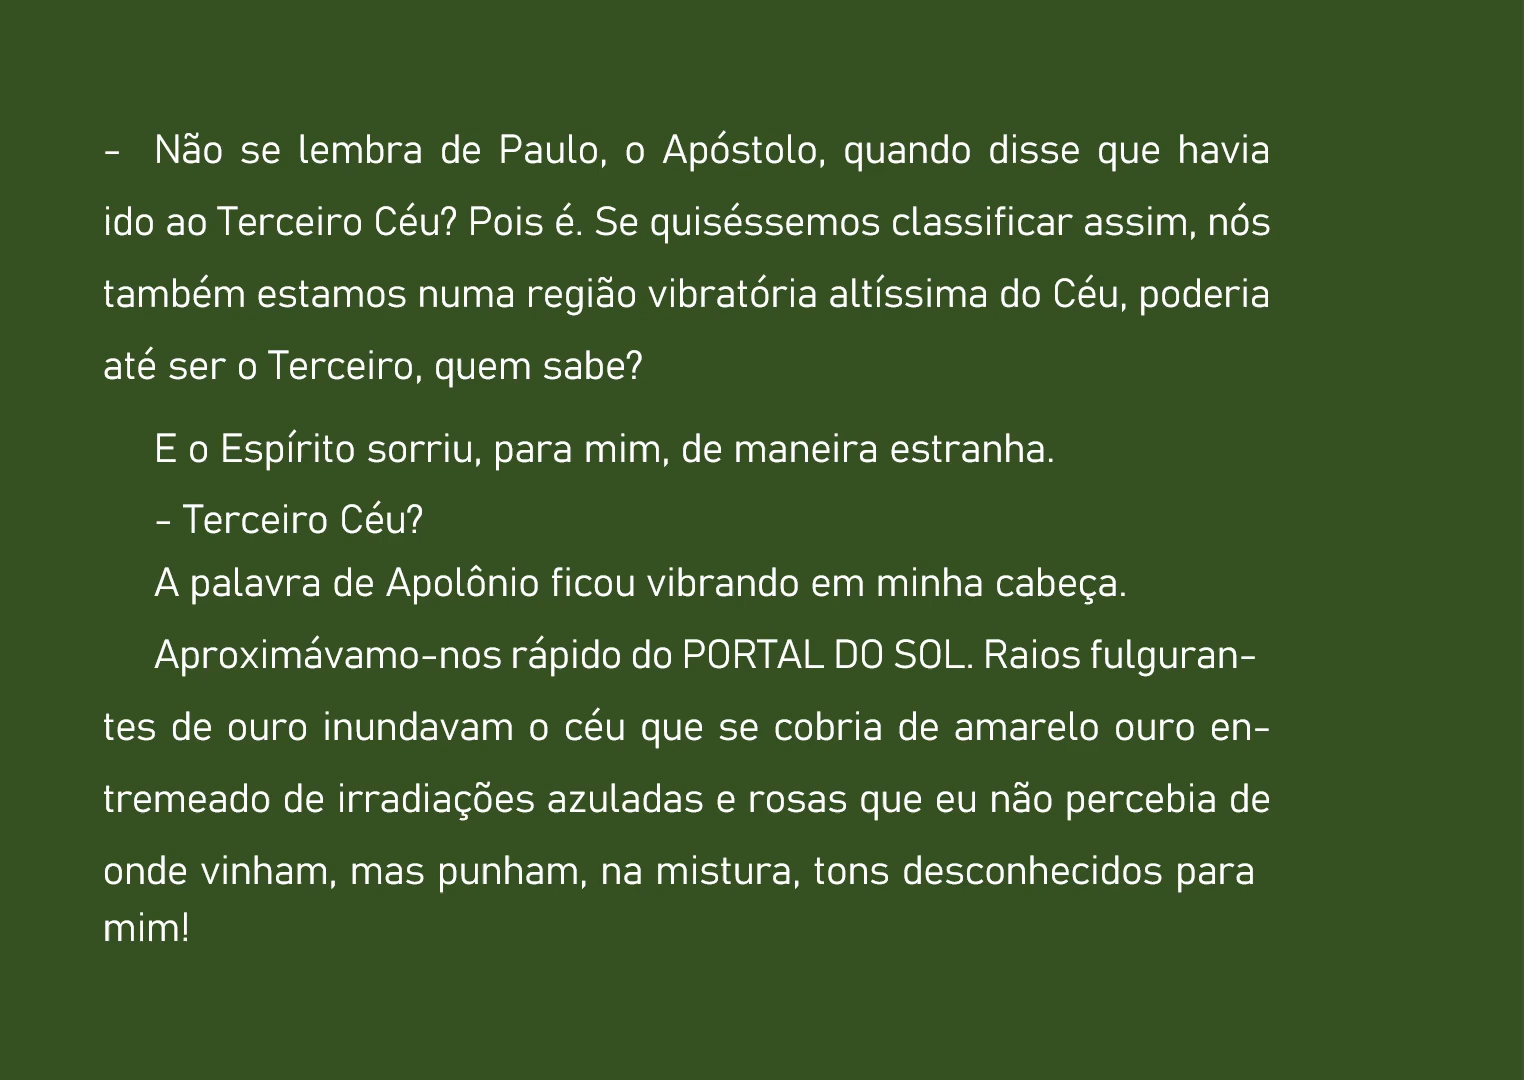 - Não se lembra de Paulo, o Apóstolo, quando disse que havia
ido ao Terceiro Céu? Pois é. Se quiséssemos classificar assim, nós
também estamos numa região vibratória altíssima do Céu, poderia
até ser o Terceiro, quem sabe?
E o Espírito sorriu, para mim, de maneira estranha.
- Terceiro Céu?
A palavra de Apolônio ficou vibrando em minha cabeça.
Aproximávamo-nos rápido do PORTAL DO SOL. Raios fulguran-
tes de ouro inundavam o céu que se cobria de amarelo ouro en-
tremeado de irradiações azuladas e rosas que eu não percebia de
onde vinham, mas punham, na mistura, tons desconhecidos para
mim!